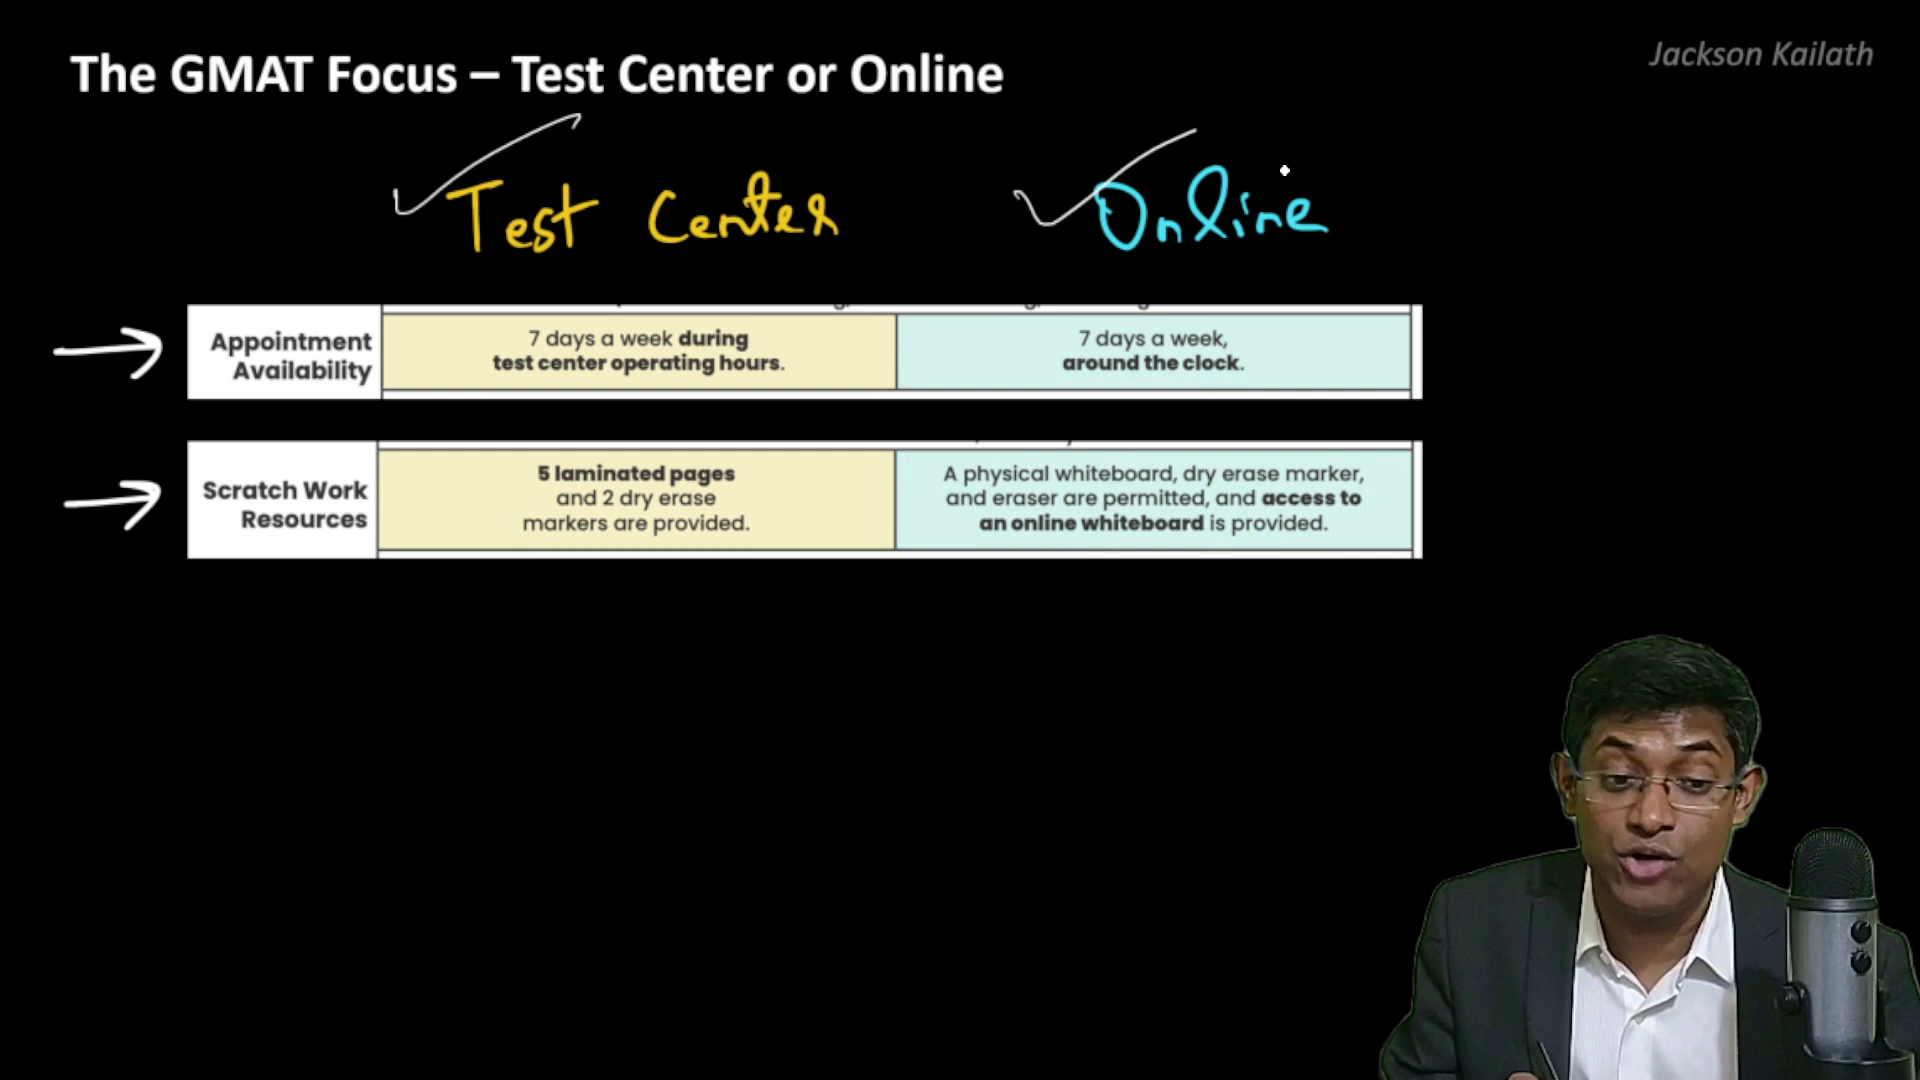 The GMAT Focus – Test Center or Online
Jackson Kailath
Test Center
Online
Appointment
Availability
7 days a week during
test center operating hours.
7 days a week,
around the clock.
Scratch Work
Resources
5 laminated pages
and 2 dry erase
markers are provided.
A physical whiteboard, dry erase marker,
and eraser are permitted, and access to
an online whiteboard is provided.